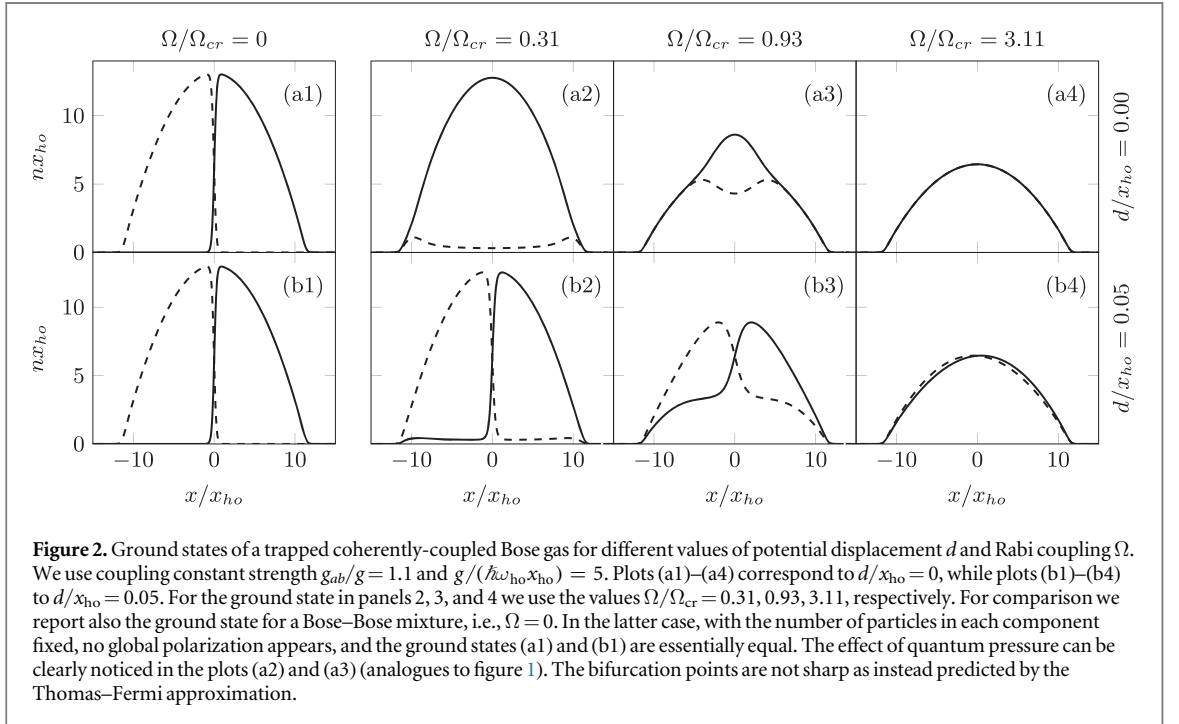 Ω/Ω_cr = 0
Ω/Ω_cr = 0.31
Ω/Ω_cr = 0.93
Ω/Ω_cr = 3.11
(a1)
(a2)
(a3)
(a4)
10
5
0
nx_ho
d/x_ho = 0.00
(b1)
(b2)
(b3)
(b4)
10
5
0
nx_ho
d/x_ho = 0.05
−10 0 10
−10 0 10
−10 0 10
−10 0 10
x/x_ho
x/x_ho
x/x_ho
x/x_ho
Figure 2. Ground states of a trapped coherently-coupled Bose gas for different values of potential displacement d and Rabi coupling Ω.
We use coupling constant strength g_ab/g = 1.1 and g/(ℏω_ho x_ho) = 5. Plots (a1)–(a4) correspond to d/x_ho = 0, while plots (b1)–(b4)
to d/x_ho = 0.05. For the ground state in panels 2, 3, and 4 we use the values Ω/Ω_cr = 0.31, 0.93, 3.11, respectively. For comparison we
report also the ground state for a Bose–Bose mixture, i.e., Ω = 0. In the latter case, with the number of particles in each component
fixed, no global polarization appears, and the ground states (a1) and (b1) are essentially equal. The effect of quantum pressure can be
clearly noticed in the plots (a2) and (a3) (analogues to figure 1). The bifurcation points are not sharp as instead predicted by the
Thomas–Fermi approximation.